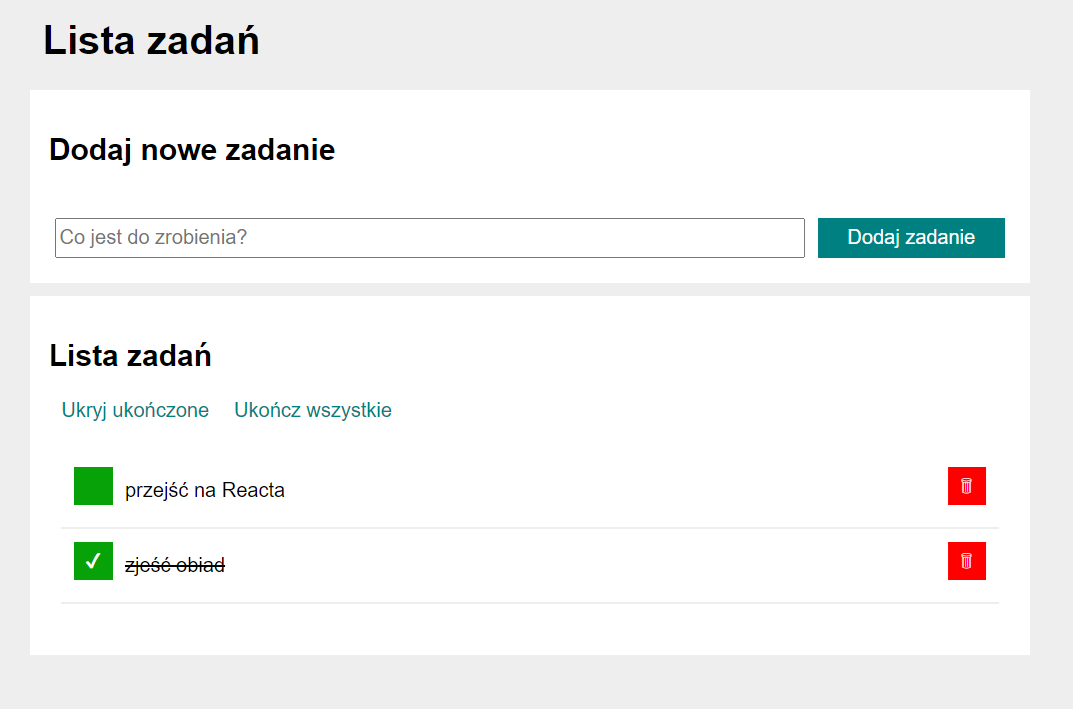 Lista zadań
Dodaj nowe zadanie
Co jest do zrobienia?
Dodaj zadanie
Lista zadań
Ukryj ukończone
Ukończ wszystkie
przejść na Reacta
zjeść obiad